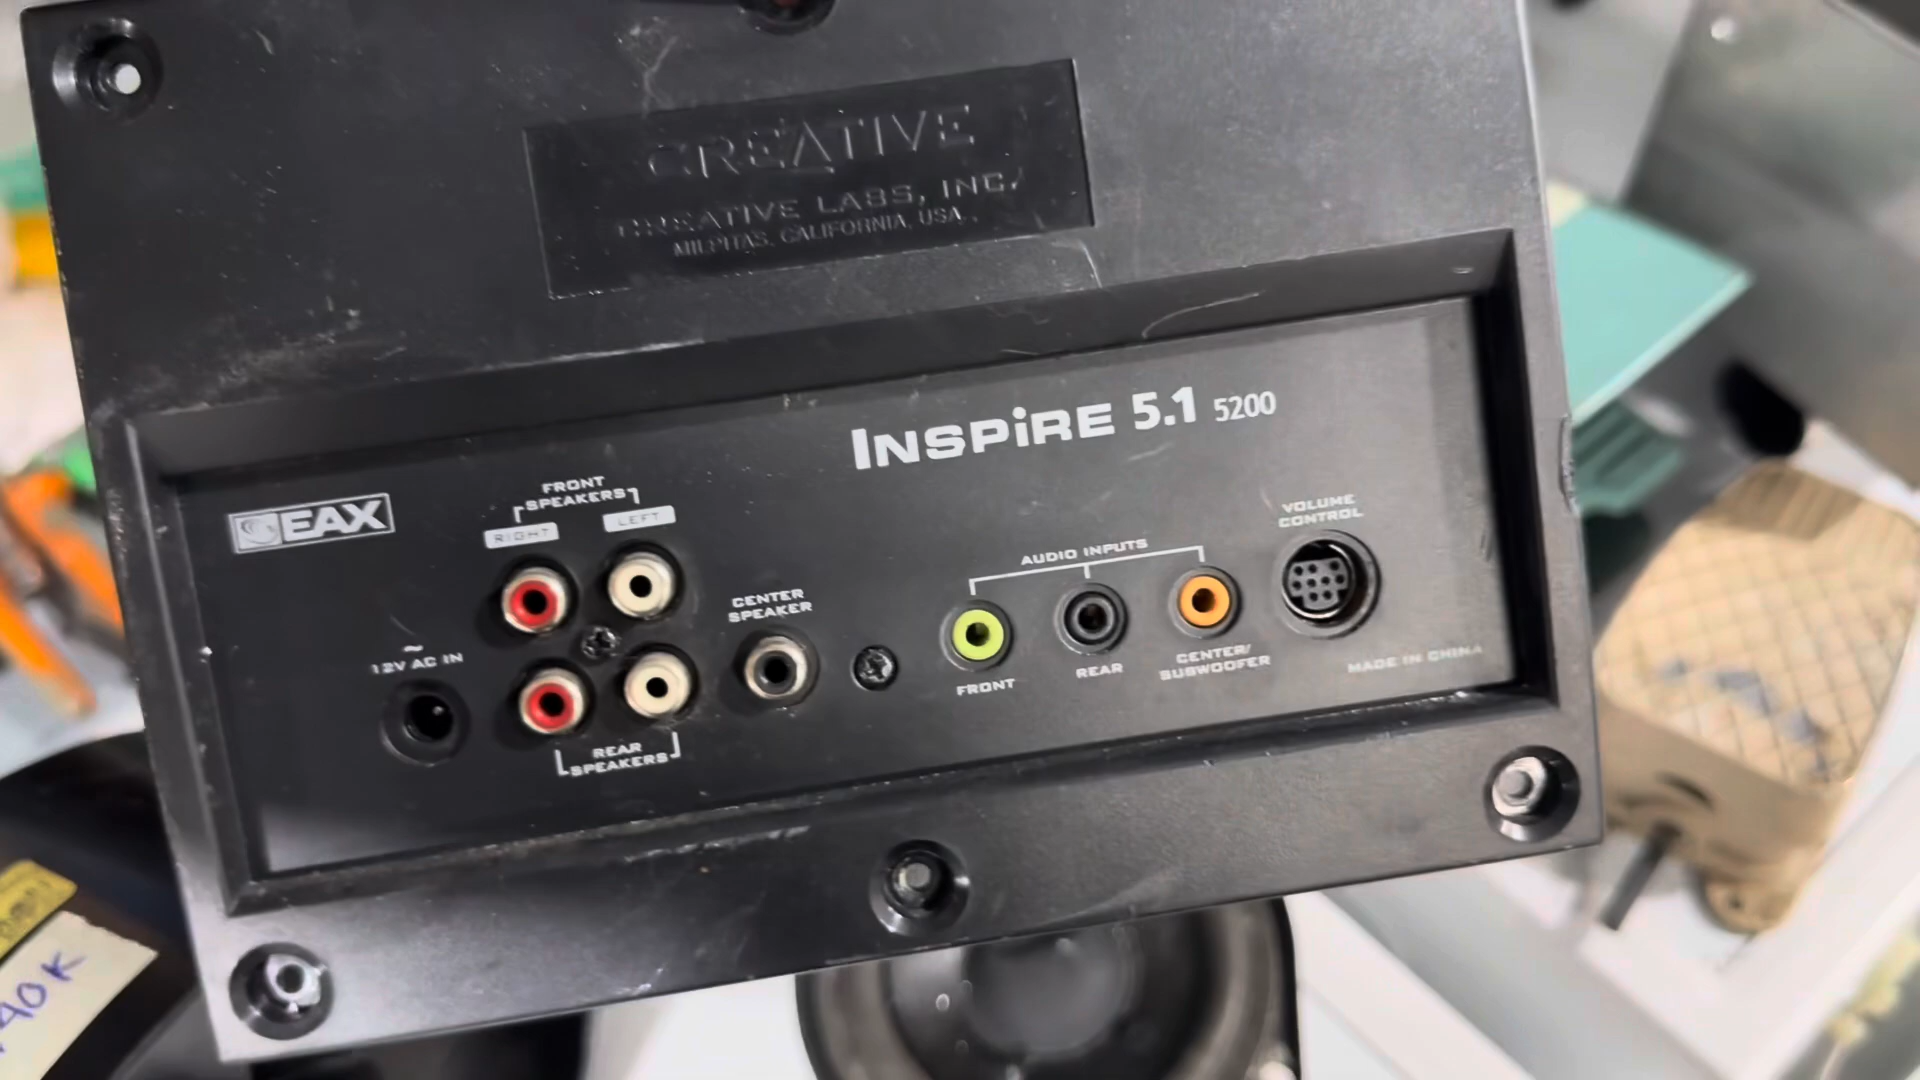 CREATIVE
CREATIVE LABS, INC.
MILPITAS, CALIFORNIA, USA.
INSPiRE 5.1 5200
EAX
FRONT
SPEAKERS
RIGHT
LEFT
VOLUME
CONTROL
AUDIO INPUTS
CENTER
SPEAKER
~
12V AC IN
FRONT
REAR
CENTER/
SUBWOOFER
MADE IN CHINA
REAR
SPEAKERS
40K